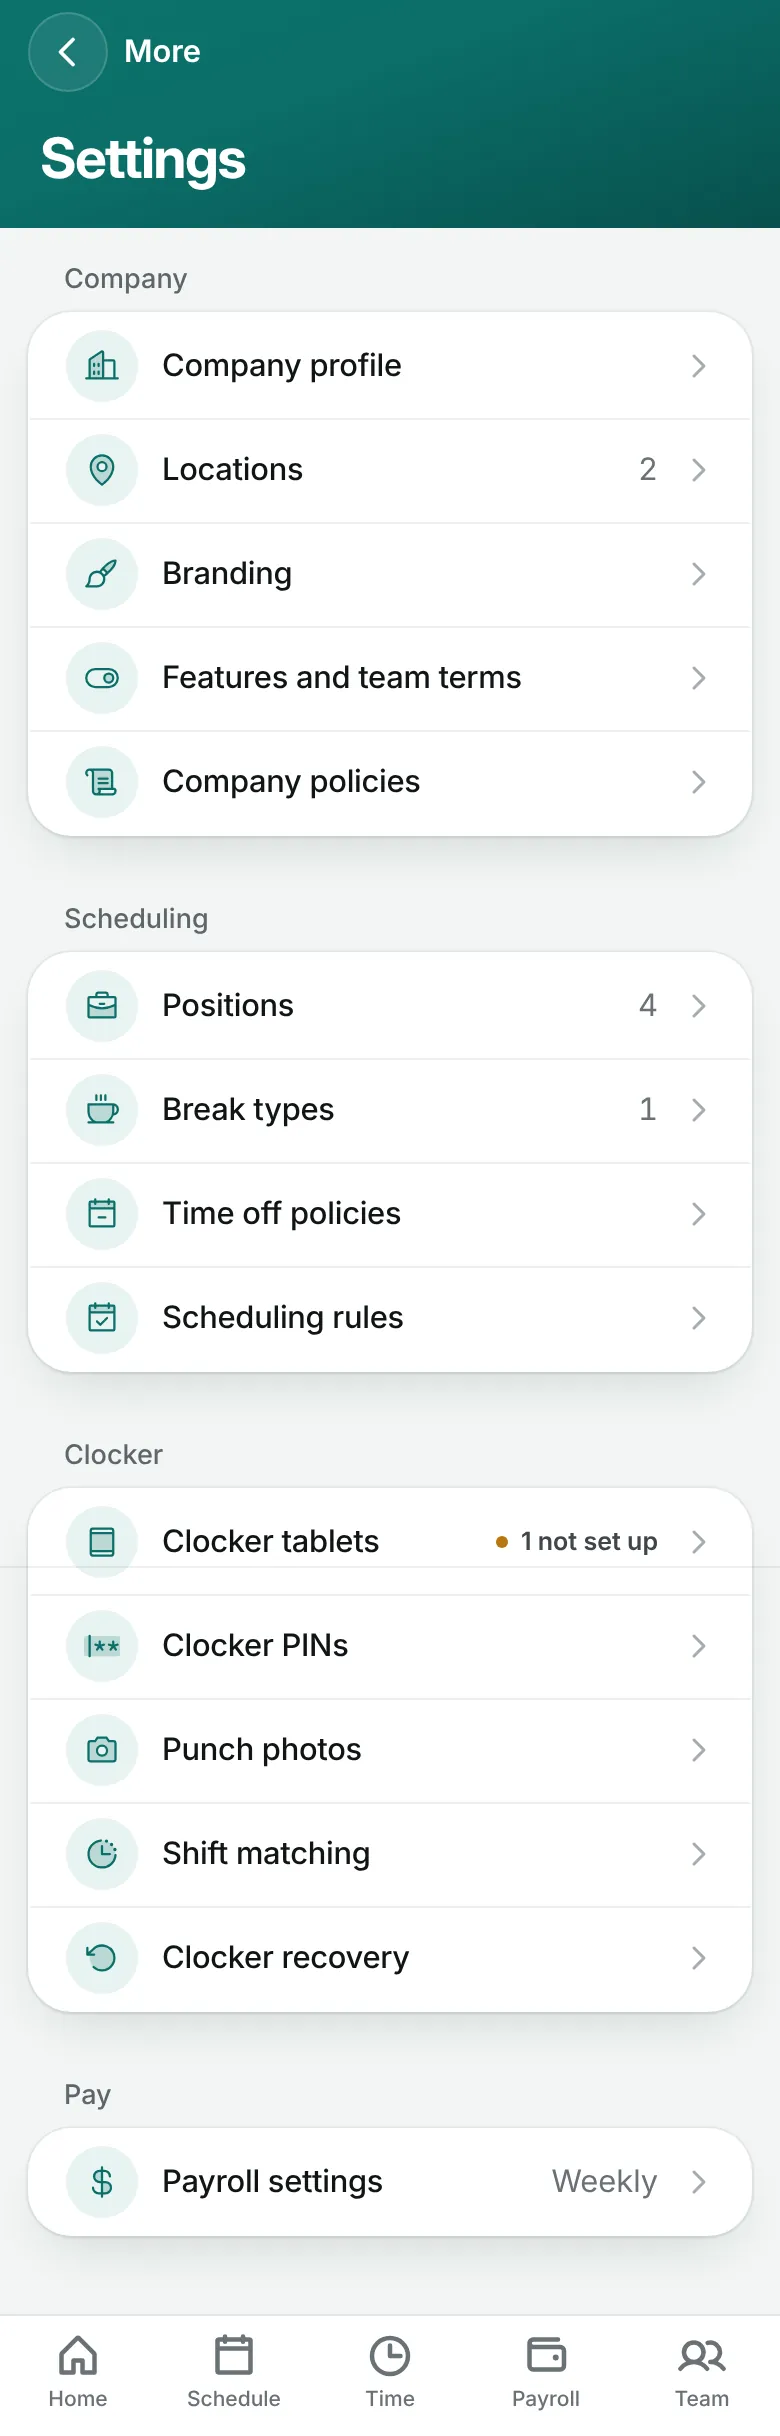 More
Settings
Company
Company profile
Locations 2
Branding
Features and team terms
Company policies
Scheduling
Positions 4
Break types 1
Time off policies
Scheduling rules
Clocker
Clocker tablets 1 not set up
Clocker PINs
Punch photos
Shift matching
Clocker recovery
Pay
Payroll settings Weekly
Home Schedule Time Payroll Team